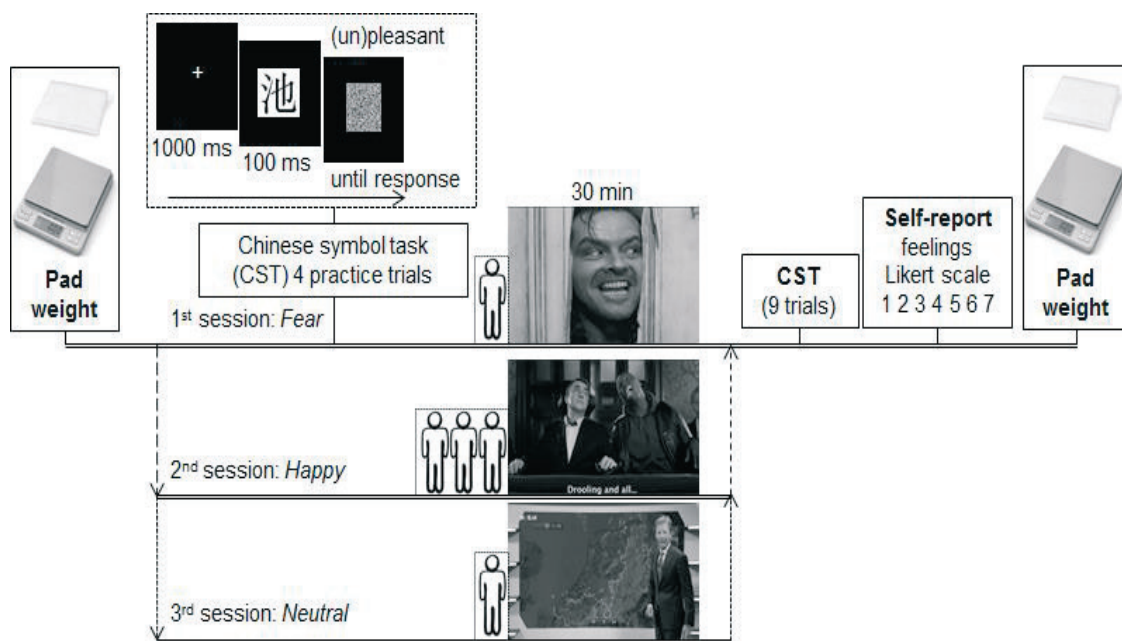 (un)pleasant
池
1000 ms
100 ms
until response
30 min
Chinese symbol task
(CST) 4 practice trials
Pad
weight
1st session: Fear
CST
(9 trials)
Self-report
feelings
Likert scale
1 2 3 4 5 6 7
Pad
weight
2nd session: Happy
Drooling and all...
3rd session: Neutral